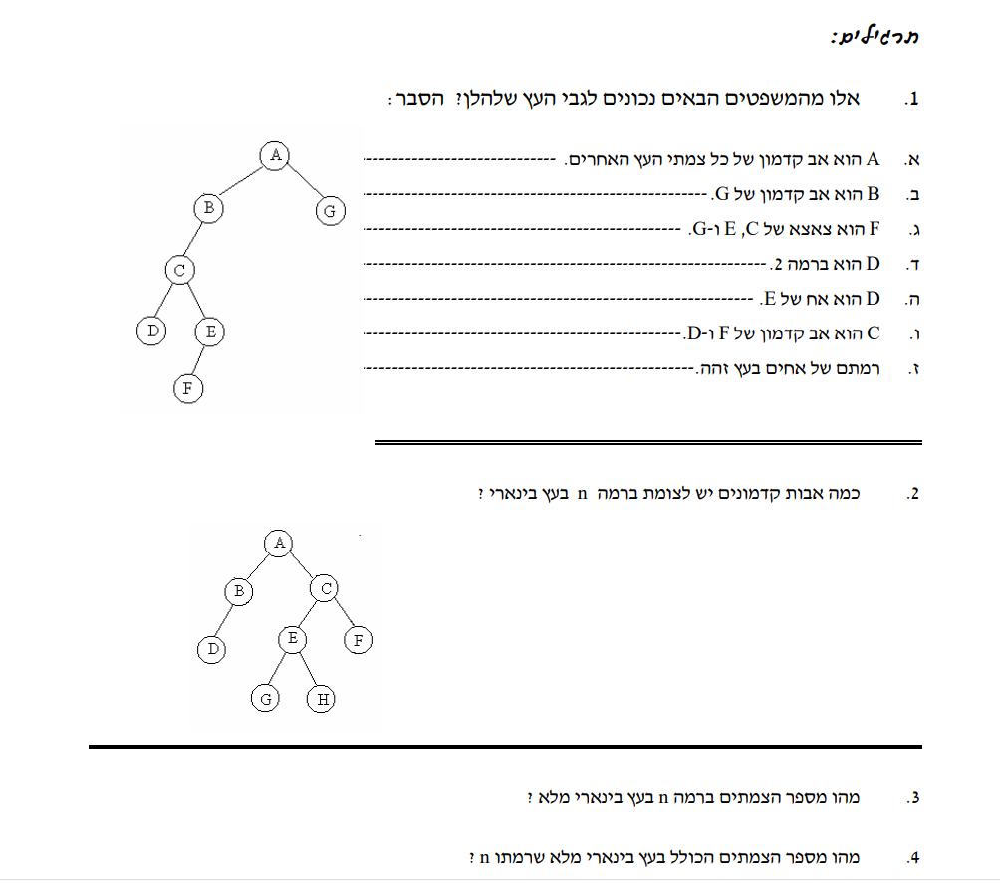 תרגילים:
1. אלו מהמשפטים הבאים נכונים לגבי העץ שלהלן? הסבר:
א. A הוא אב קדמון של כל צמתי העץ האחרים. ------------------------------
ב. B הוא אב קדמון של G. ------------------------------------------------------
ג. F הוא צאצא של E ,C ו-G. --------------------------------------------------
ד. D הוא ברמה 2. ---------------------------------------------------------------
ה. D הוא אח של E. -------------------------------------------------------------
ו. C הוא אב קדמון של F ו-D. --------------------------------------------------
ז. רמתם של אחים בעץ זהה. ----------------------------------------------------
A
B G
C
D E
F
2. כמה אבות קדמונים יש לצומת ברמה n בעץ בינארי ?
A
B C
D E F
G H
3. מהו מספר הצמתים ברמה n בעץ בינארי מלא ?
4. מהו מספר הצמתים הכולל בעץ בינארי מלא שרמתו n ?